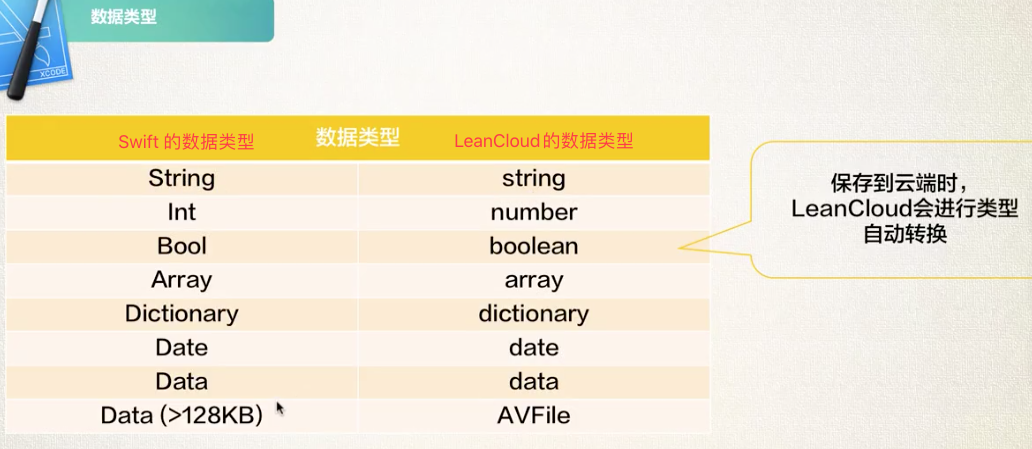 数据类型
XCODE
Swift 的数据类型 数据类型 LeanCloud的数据类型
String string
Int number
Bool boolean
Array array
Dictionary dictionary
Date date
Data data
Data (>128KB) AVFile
保存到云端时，
LeanCloud会进行类型
自动转换